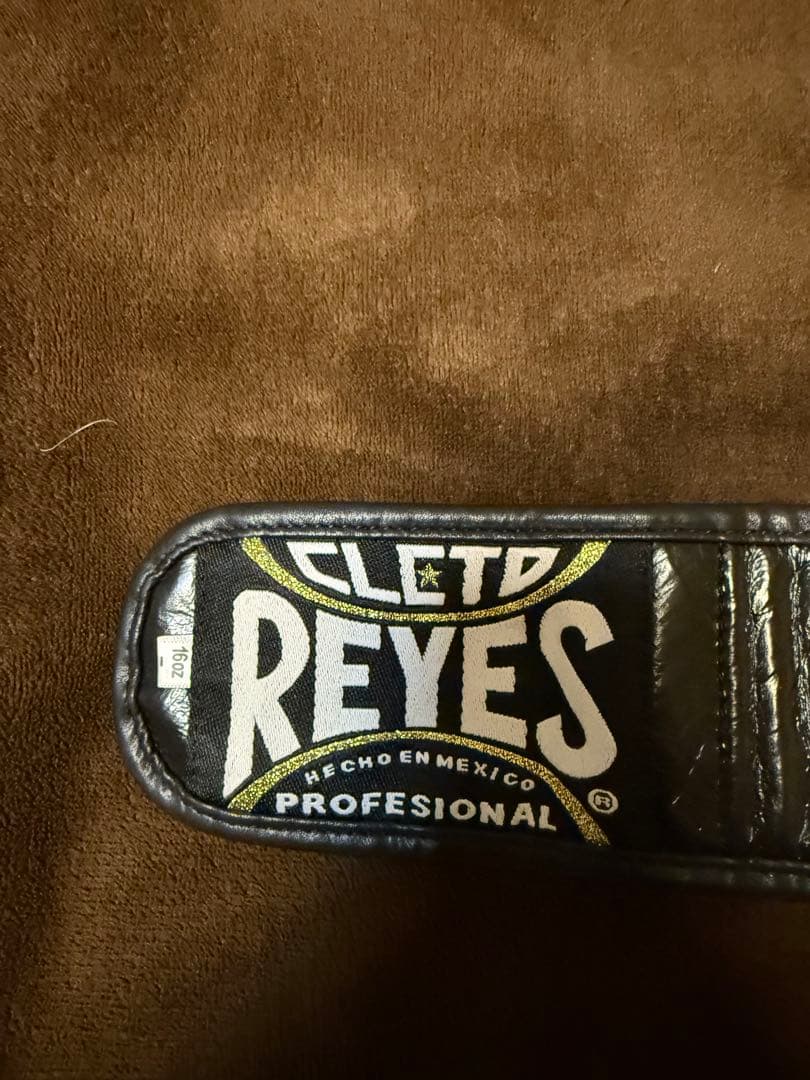 CLETO
REYES
HECHO EN MEXICO
PROFESIONAL
®
16oz